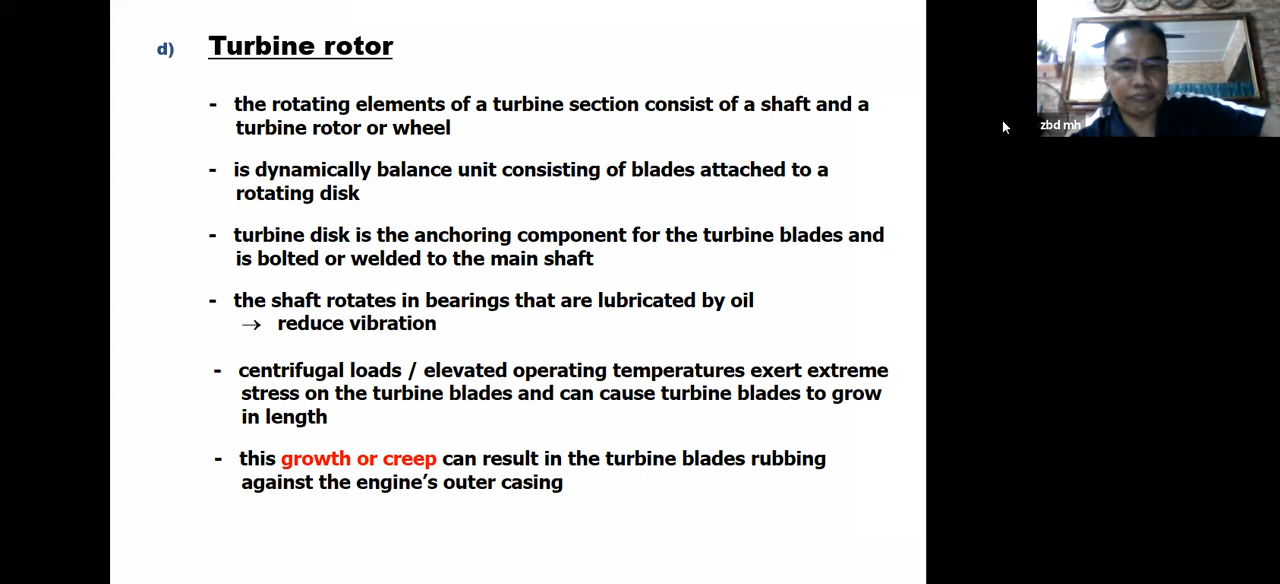 d) Turbine rotor
- the rotating elements of a turbine section consist of a shaft and a
turbine rotor or wheel
- is dynamically balance unit consisting of blades attached to a
rotating disk
- turbine disk is the anchoring component for the turbine blades and
is bolted or welded to the main shaft
- the shaft rotates in bearings that are lubricated by oil
→ reduce vibration
- centrifugal loads / elevated operating temperatures exert extreme
stress on the turbine blades and can cause turbine blades to grow
in length
- this growth or creep can result in the turbine blades rubbing
against the engine’s outer casing
zbd mh